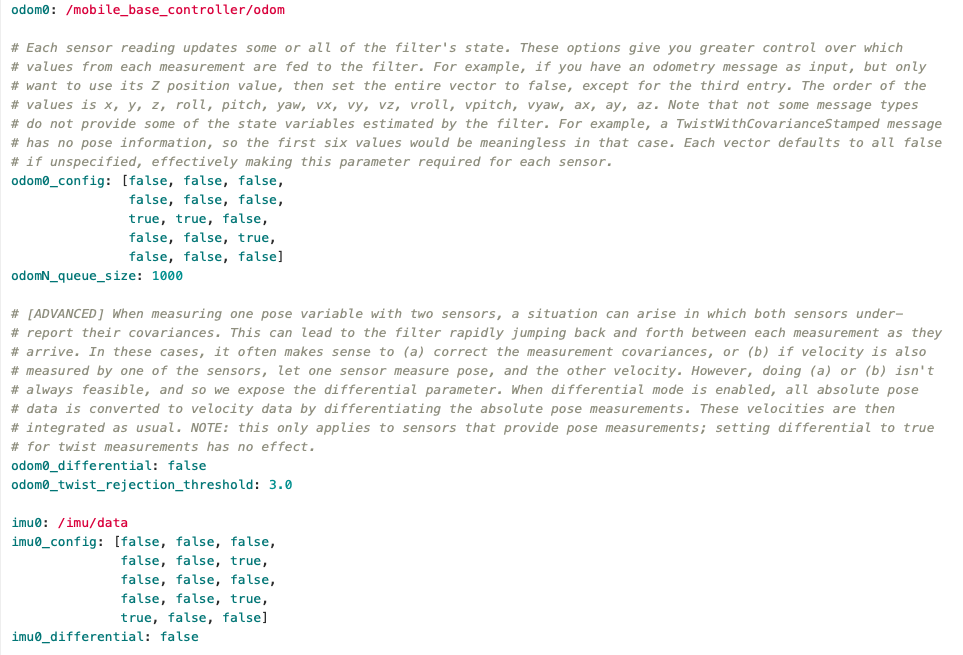 odom0: /mobile_base_controller/odom
# Each sensor reading updates some or all of the filter's state. These options give you greater control over which
# values from each measurement are fed to the filter. For example, if you have an odometry message as input, but only
# want to use its Z position value, then set the entire vector to false, except for the third entry. The order of the
# values is x, y, z, roll, pitch, yaw, vx, vy, vz, vroll, vpitch, vyaw, ax, ay, az. Note that not some message types
# do not provide some of the state variables estimated by the filter. For example, a TwistWithCovarianceStamped message
# has no pose information, so the first six values would be meaningless in that case. Each vector defaults to all false
# if unspecified, effectively making this parameter required for each sensor.
odom0_config: [false, false, false,
               false, false, false,
               true, true, false,
               false, false, true,
               false, false, false]
odomN_queue_size: 1000
# [ADVANCED] When measuring one pose variable with two sensors, a situation can arise in which both sensors under-
# report their covariances. This can lead to the filter rapidly jumping back and forth between each measurement as they
# arrive. In these cases, it often makes sense to (a) correct the measurement covariances, or (b) if velocity is also
# measured by one of the sensors, let one sensor measure pose, and the other velocity. However, doing (a) or (b) isn't
# always feasible, and so we expose the differential parameter. When differential mode is enabled, all absolute pose
# data is converted to velocity data by differentiating the absolute pose measurements. These velocities are then
# integrated as usual. NOTE: this only applies to sensors that provide pose measurements; setting differential to true
# for twist measurements has no effect.
odom0_differential: false
odom0_twist_rejection_threshold: 3.0
imu0: /imu/data
imu0_config: [false, false, false,
              false, false, true,
              false, false, false,
              false, false, true,
              true, false, false]
imu0_differential: false